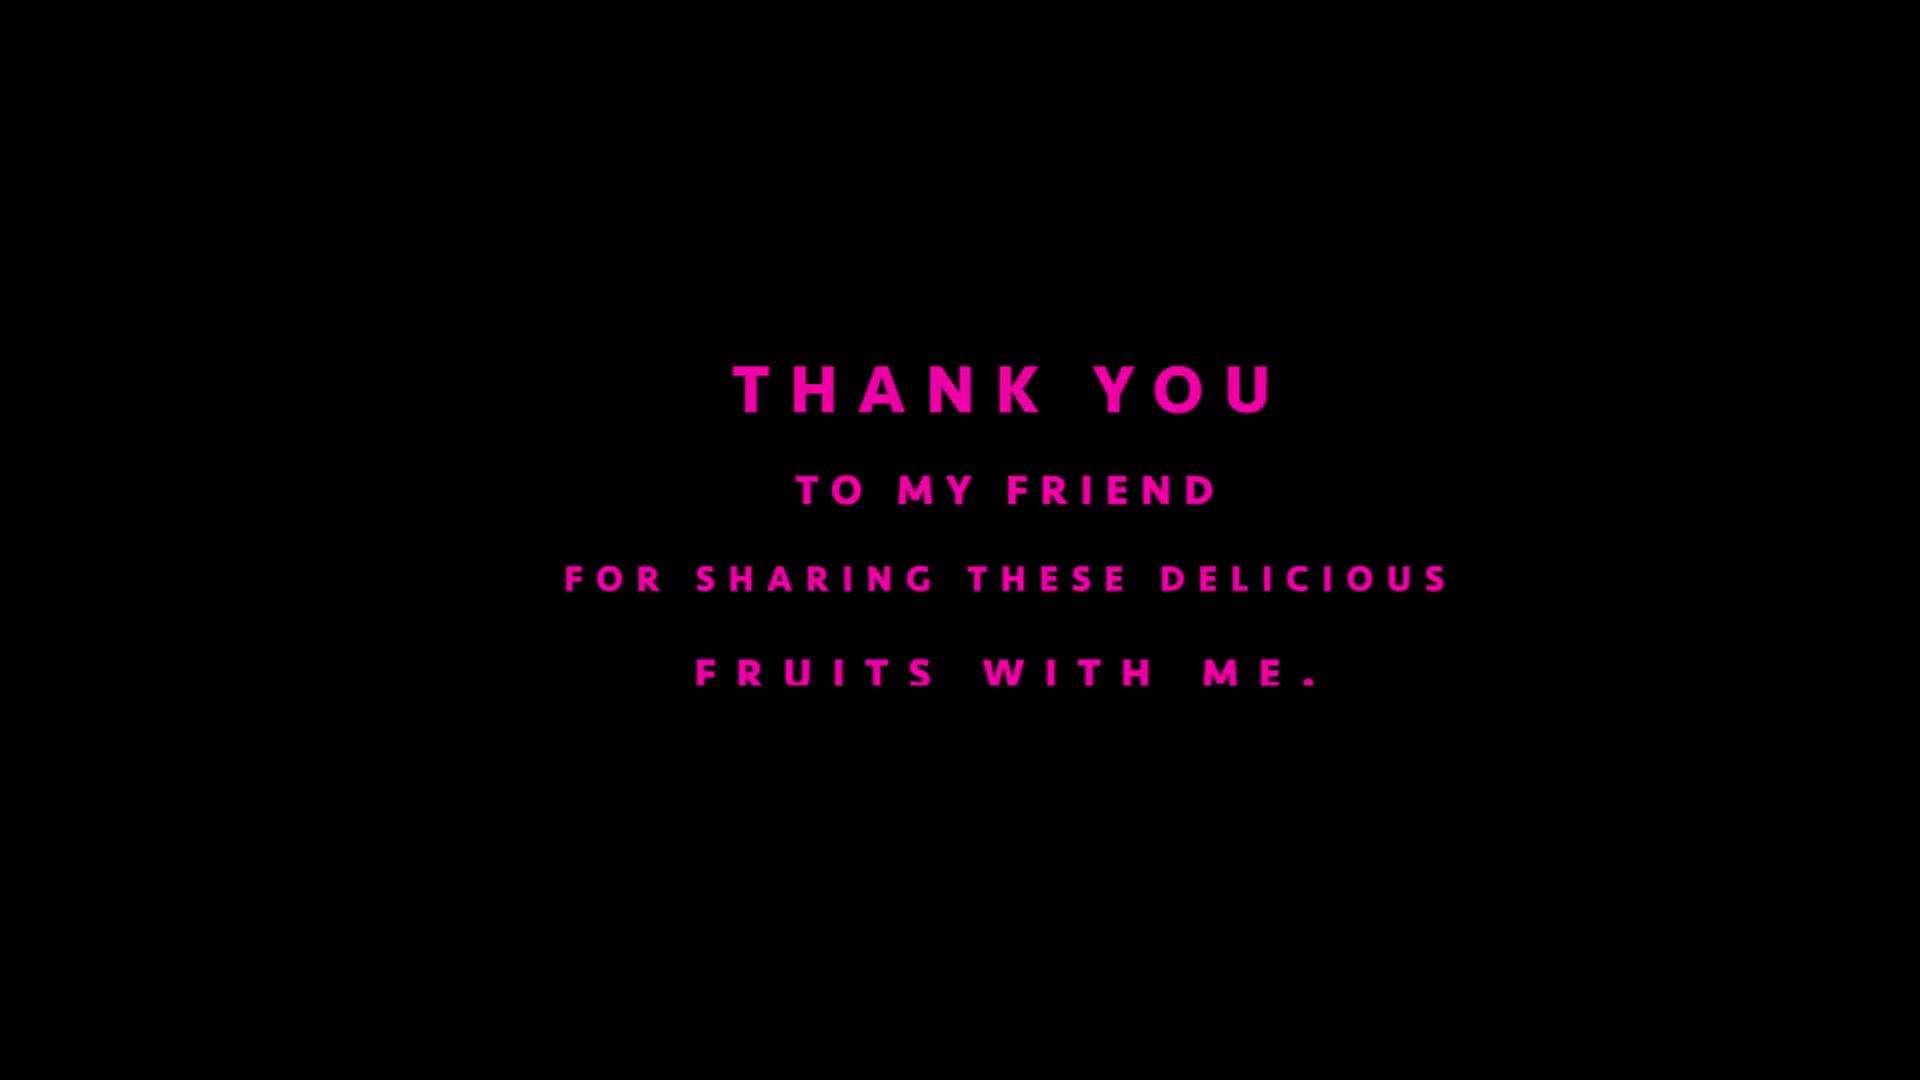 THANK YOU
TO MY FRIEND
FOR SHARING THESE DELICIOUS
FRUITS WITH ME.